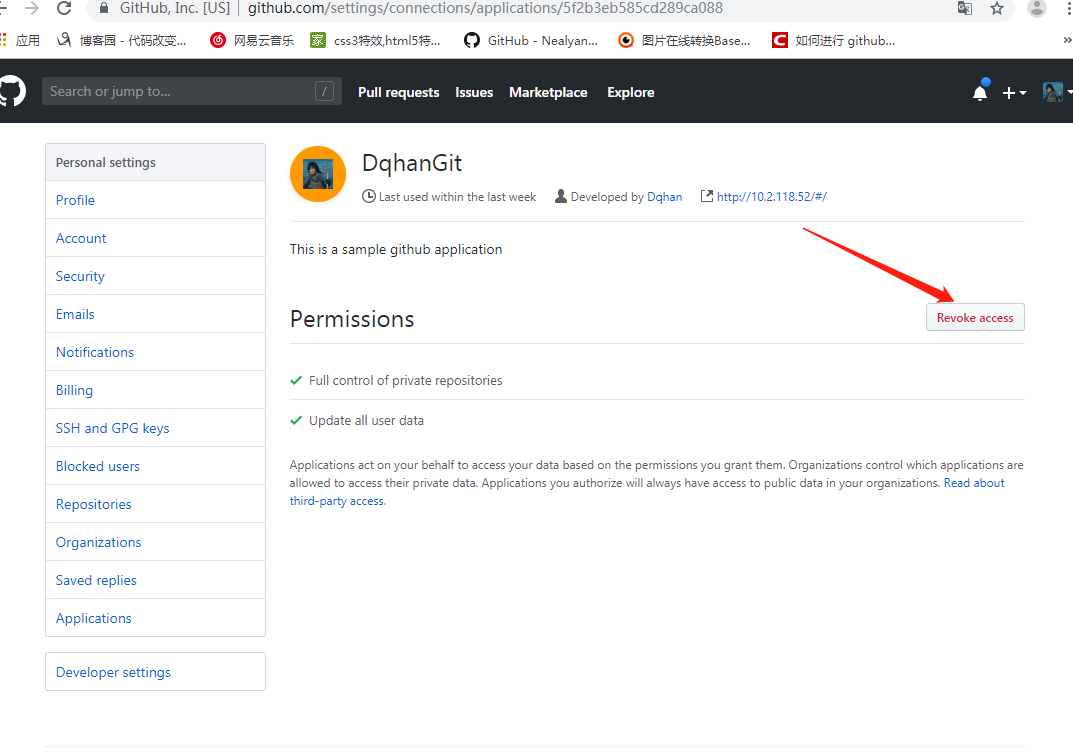 GitHub, Inc. [US] | github.com/settings/connections/applications/5f2b3eb585cd289ca088
应用 博客园 - 代码改变... 网易云音乐 家 css3特效,html5特... GitHub - Nealyan... 图片在线转换Base... C 如何进行 github... »
Search or jump to... / Pull requests Issues Marketplace Explore
Personal settings
Profile
Account
Security
Emails
Notifications
Billing
SSH and GPG keys
Blocked users
Repositories
Organizations
Saved replies
Applications
Developer settings
DqhanGit
Last used within the last week Developed by Dqhan http://10.2.118.52/#/
This is a sample github application
Permissions
Revoke access
Full control of private repositories
Update all user data
Applications act on your behalf to access your data based on the permissions you grant them. Organizations control which applications are
allowed to access their private data. Applications you authorize will always have access to public data in your organizations. Read about
third-party access.